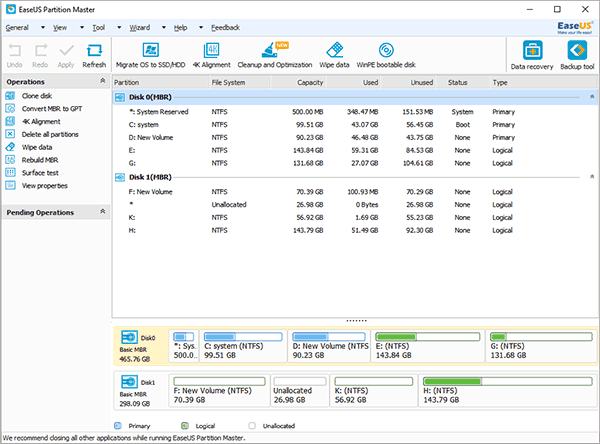 EaseUS Partition Master
General View Tool Wizard Help Feedback
EaseUS
Make your life easy!
Undo Redo Apply Refresh Migrate OS to SSD/HDD 4K Alignment NEW Cleanup and Optimization Wipe data WinPE bootable disk Data recovery Backup tool
Operations
Clone disk
Convert MBR to GPT
4K Alignment
Delete all partitions
Wipe data
Rebuild MBR
Surface test
View properties
Pending Operations
Partition File System Capacity Used Unused Status Type
Disk 0(MBR)
*: System Reserved NTFS 500.00 MB 348.47 MB 151.53 MB System Primary
C: system NTFS 99.51 GB 43.07 GB 56.45 GB Boot Primary
D: New Volume NTFS 90.23 GB 46.48 GB 43.75 GB None Primary
E: NTFS 143.84 GB 59.31 GB 84.53 GB None Logical
G: NTFS 131.68 GB 27.07 GB 104.61 GB None Logical
Disk 1(MBR)
F: New Volume NTFS 70.39 GB 100.93 MB 70.29 GB None Logical
* Unallocated 26.98 GB 0 Bytes 26.98 GB None Logical
K: NTFS 56.92 GB 1.69 GB 55.23 GB None Logical
H: NTFS 143.79 GB 51.49 GB 92.30 GB None Logical
Disk0
Basic MBR
465.76 GB
*: Sys.
500.0...
C: system (NTFS)
99.51 GB
D: New Volume (NTFS)
90.23 GB
E: (NTFS)
143.84 GB
G: (NTFS)
131.68 GB
Disk1
Basic MBR
298.09 GB
F: New Volume (NTFS)
70.39 GB
Unallocated
26.98 GB
K: (NTFS)
56.92 GB
H: (NTFS)
143.79 GB
Primary Logical Unallocated
We recommend closing all other applications while running EaseUS Partition Master.